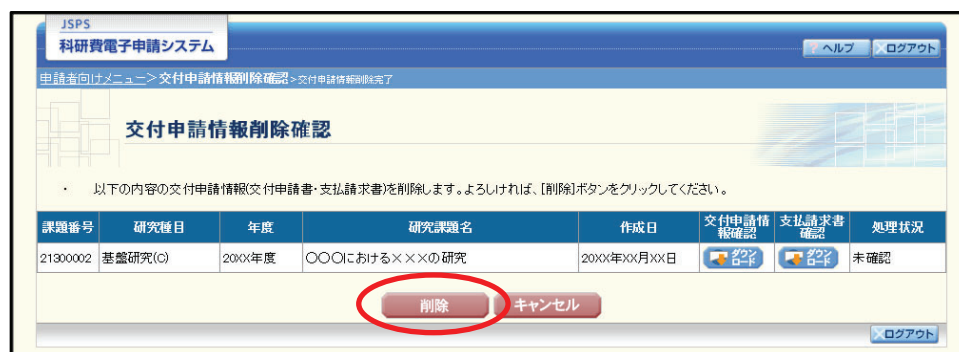 JSPS
科研費電子申請システム
? ヘルプ ログアウト
申請者向けメニュー>交付申請情報削除確認>交付申請情報削除完了
交付申請情報削除確認
・ 以下の内容の交付申請情報(交付申請書・支払請求書)を削除します。よろしければ、[削除]ボタンをクリックしてください。
課題番号 研究種目 年度 研究課題名 作成日 交付申請情報確認 支払請求書確認 処理状況
21300002 基盤研究(C) 20XX年度 〇〇〇における×××の研究 20XX年XX月XX日 ダウンロード ダウンロード 未確認
削除 キャンセル
ログアウト